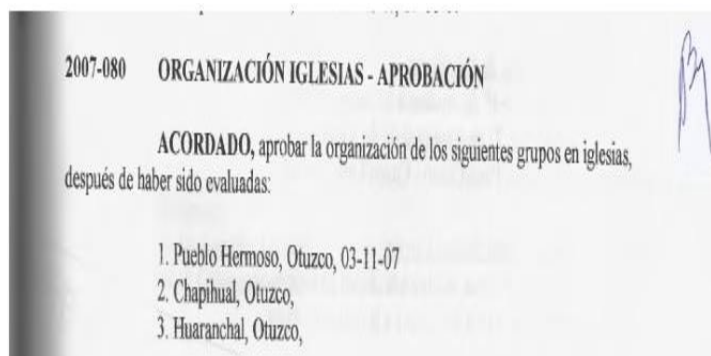 2007-080 ORGANIZACIÓN IGLESIAS - APROBACIÓN
ACORDADO, aprobar la organización de los siguientes grupos en iglesias,
después de haber sido evaluadas:
1. Pueblo Hermoso, Otuzco, 03-11-07
2. Chapihual, Otuzco,
3. Huaranchal, Otuzco,